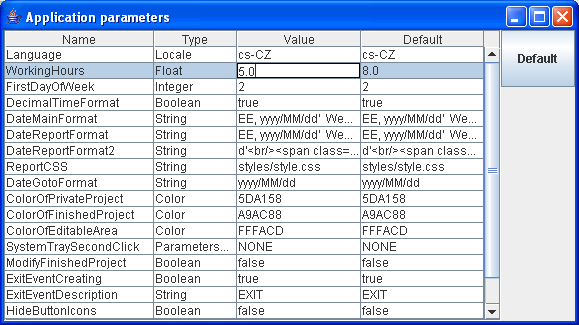 Application parameters
Name Type Value Default
Language Locale cs-CZ cs-CZ
WorkingHours Float 5.0 8.0
FirstDayOfWeek Integer 2 2
DecimalTimeFormat Boolean true true
DateMainFormat String EE, yyyy/MM/dd' We... EE, yyyy/MM/dd' We...
DateReportFormat String EE, yyyy/MM/dd' We... EE, yyyy/MM/dd' We...
DateReportFormat2 String d'<br/><span class=... d'<br/><span class=...
ReportCSS String styles/style.css styles/style.css
DateGotoFormat String yyyy/MM/dd yyyy/MM/dd
ColorOfPrivateProject Color 5DA158 5DA158
ColorOfFinishedProject Color A9AC88 A9AC88
ColorOfEditableArea Color FFFACD FFFACD
SystemTraySecondClick Parameters... NONE NONE
ModifyFinishedProject Boolean false false
ExitEventCreating Boolean true true
ExitEventDescription String EXIT EXIT
HideButtonIcons Boolean false false
Default